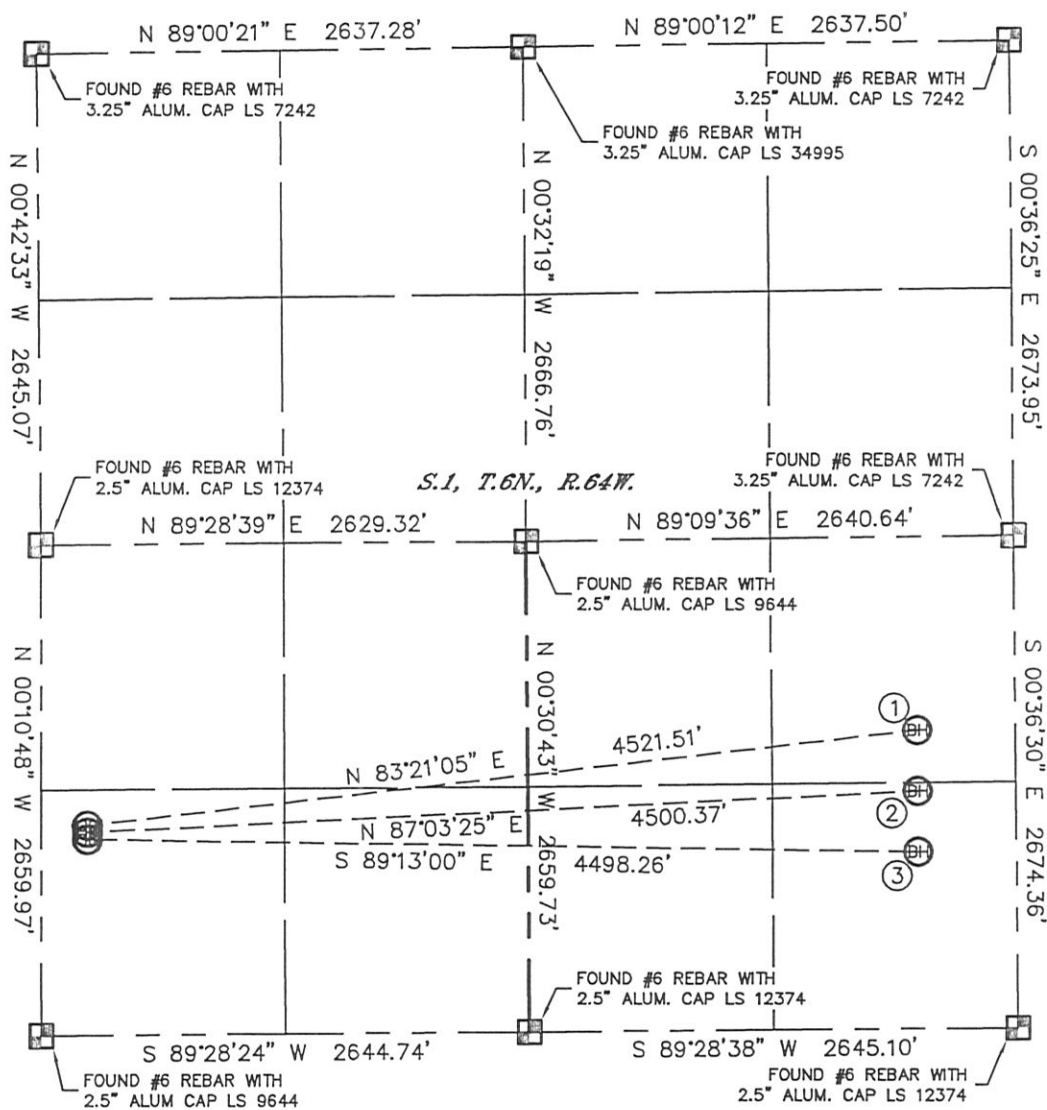 N 89°00'21" E 2637.28'
N 89°00'12" E 2637.50'
FOUND #6 REBAR WITH
3.25" ALUM. CAP LS 7242
FOUND #6 REBAR WITH
3.25" ALUM. CAP LS 34995
FOUND #6 REBAR WITH
3.25" ALUM. CAP LS 7242
N 00°42'33" W 2645.07'
N 00°32'19" W 2666.76'
S 00°36'25" E 2673.95'
FOUND #6 REBAR WITH
2.5" ALUM. CAP LS 12374
S.1, T.6N., R.64W.
FOUND #6 REBAR WITH
3.25" ALUM. CAP LS 7242
N 89°28'39" E 2629.32'
N 89°09'36" E 2640.64'
FOUND #6 REBAR WITH
2.5" ALUM. CAP LS 9644
N 00°10'48" W 2659.97'
N 00°30'43" W 2659.73'
S 00°36'30" E 2674.36'
1
BH
N 83°21'05" E 4521.51'
BH
2
N 87°03'25" E 4500.37'
BH
3
S 89°13'00" E 4498.26'
FOUND #6 REBAR WITH
2.5" ALUM. CAP LS 12374
S 89°28'24" W 2644.74'
S 89°28'38" W 2645.10'
FOUND #6 REBAR WITH
2.5" ALUM CAP LS 9644
FOUND #6 REBAR WITH
2.5" ALUM. CAP LS 12374